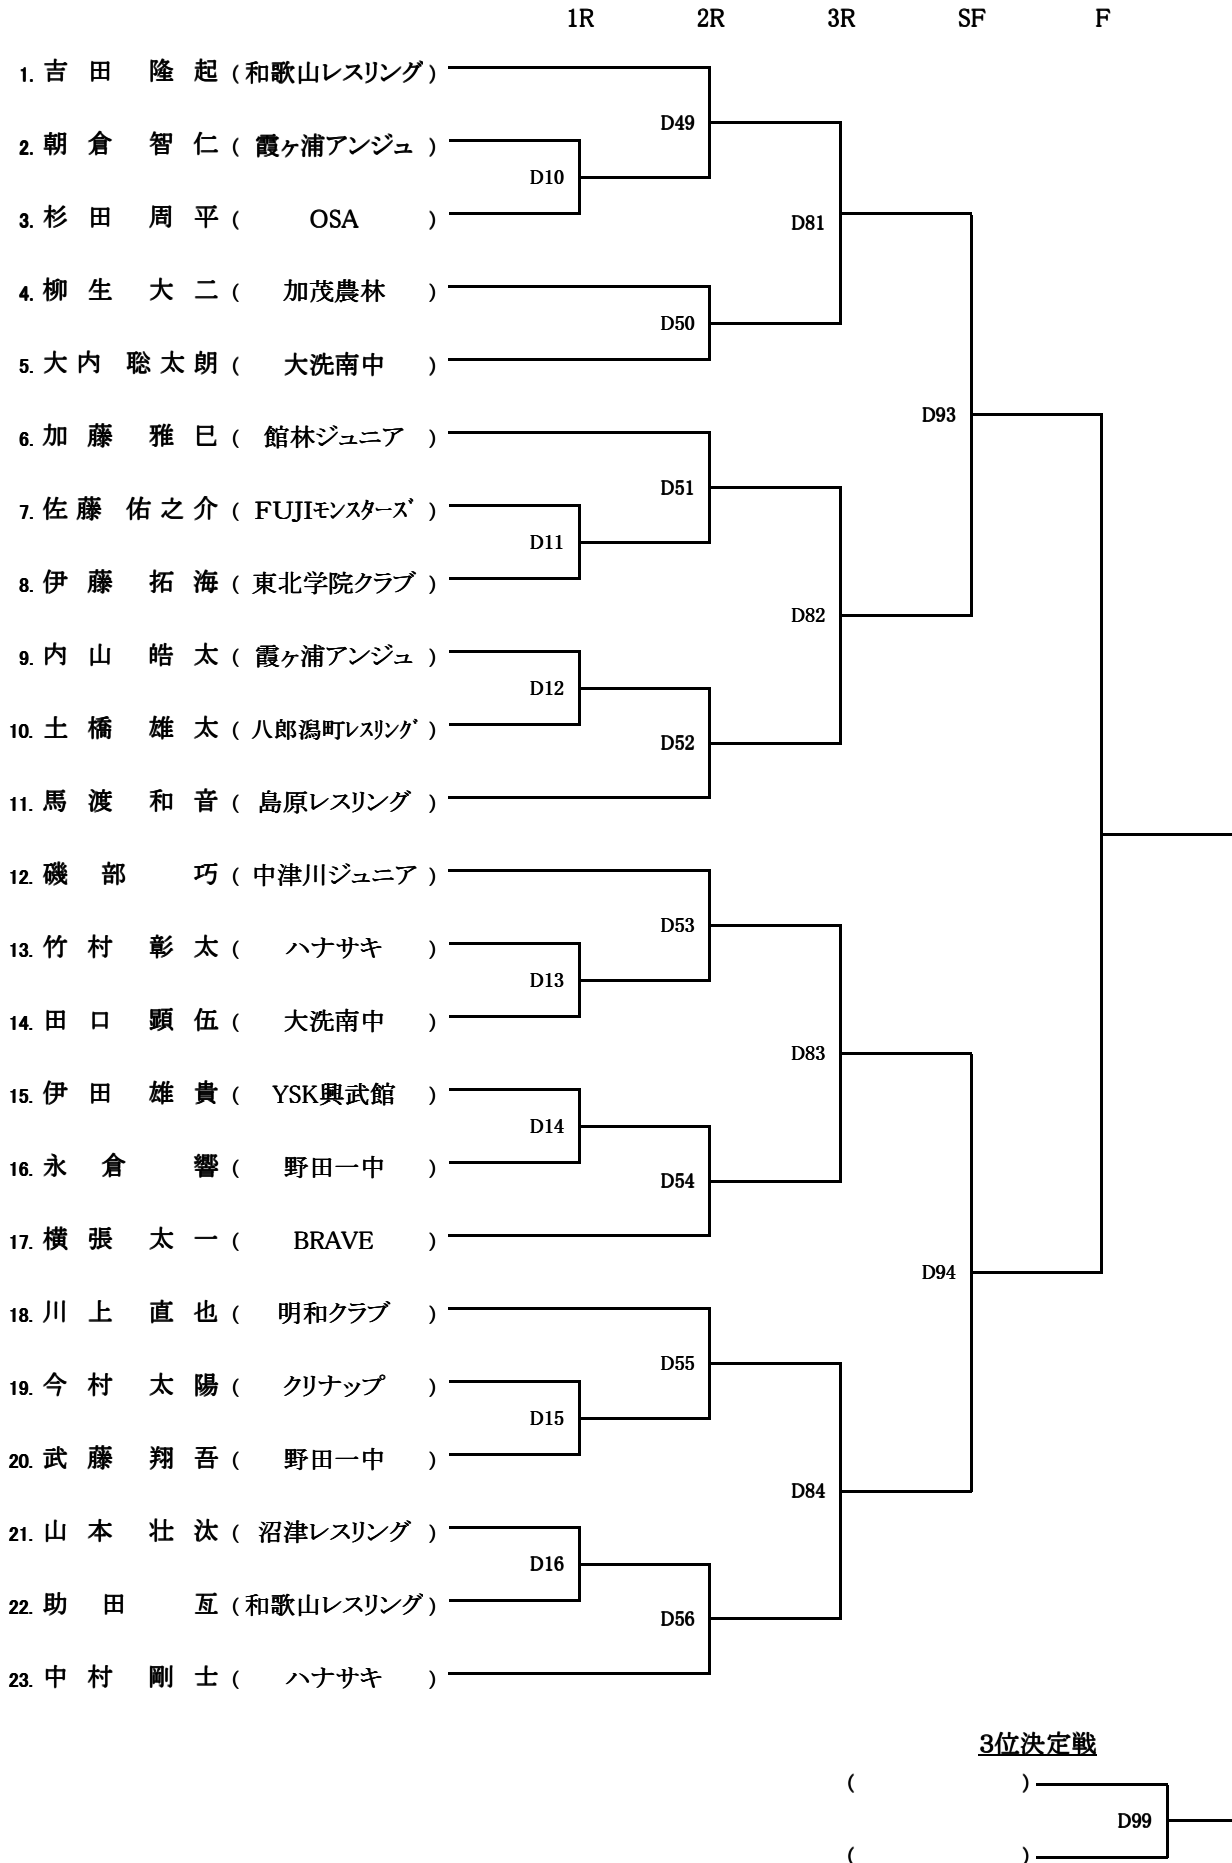 1R 2R 3R SF F
1. 吉田 隆起 (和歌山レスリング)
D49
2. 朝倉 智仁 ( 霞ヶ浦アンジュ )
D10
3. 杉田 周平 ( OSA )
D81
4. 柳生 大二 ( 加茂農林 )
D50
5. 大内 聡太朗 ( 大洗南中 )
D93
6. 加藤 雅巳 ( 館林ジュニア )
D51
7. 佐藤 佑之介 ( FUJIモンスターズ )
D11
8. 伊藤 拓海 ( 東北学院クラブ )
D82
9. 内山 皓太 ( 霞ヶ浦アンジュ )
D12
10. 土橋 雄太 ( 八郎潟町レスリング )
D52
11. 馬渡 和音 ( 島原レスリング )
12. 磯部 巧 ( 中津川ジュニア )
D53
13. 竹村 彰太 ( ハナサキ )
D13
14. 田口 顕伍 ( 大洗南中 )
D83
15. 伊田 雄貴 ( YSK興武館 )
D14
16. 永倉 響 ( 野田一中 )
D54
17. 横張 太一 ( BRAVE )
D94
18. 川上 直也 ( 明和クラブ )
D55
19. 今村 太陽 ( クリナップ )
D15
20. 武藤 翔吾 ( 野田一中 )
D84
21. 山本 壮汰 ( 沼津レスリング )
D16
22. 助田 亙 (和歌山レスリング)
D56
23. 中村 剛士 ( ハナサキ )
3位決定戦
( )
D99
( )